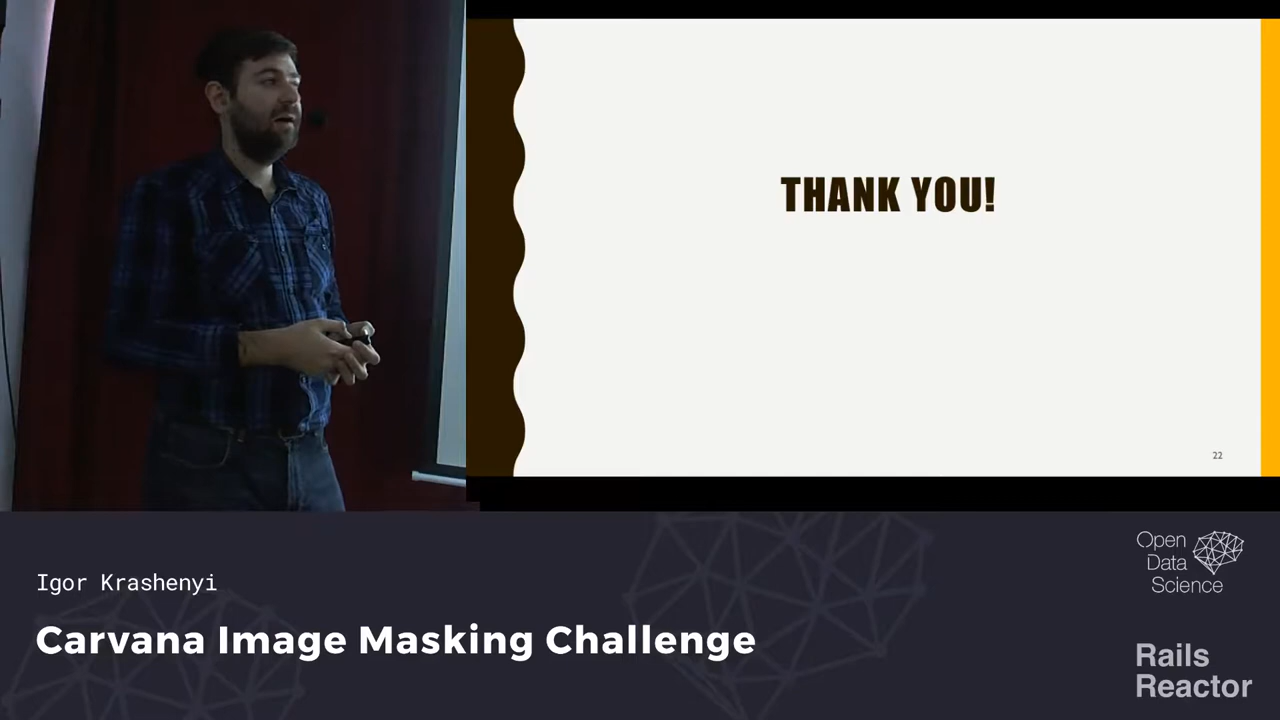 THANK YOU!
22
Igor Krashenyi
Carvana Image Masking Challenge
Open
Data
Science
Rails
Reactor